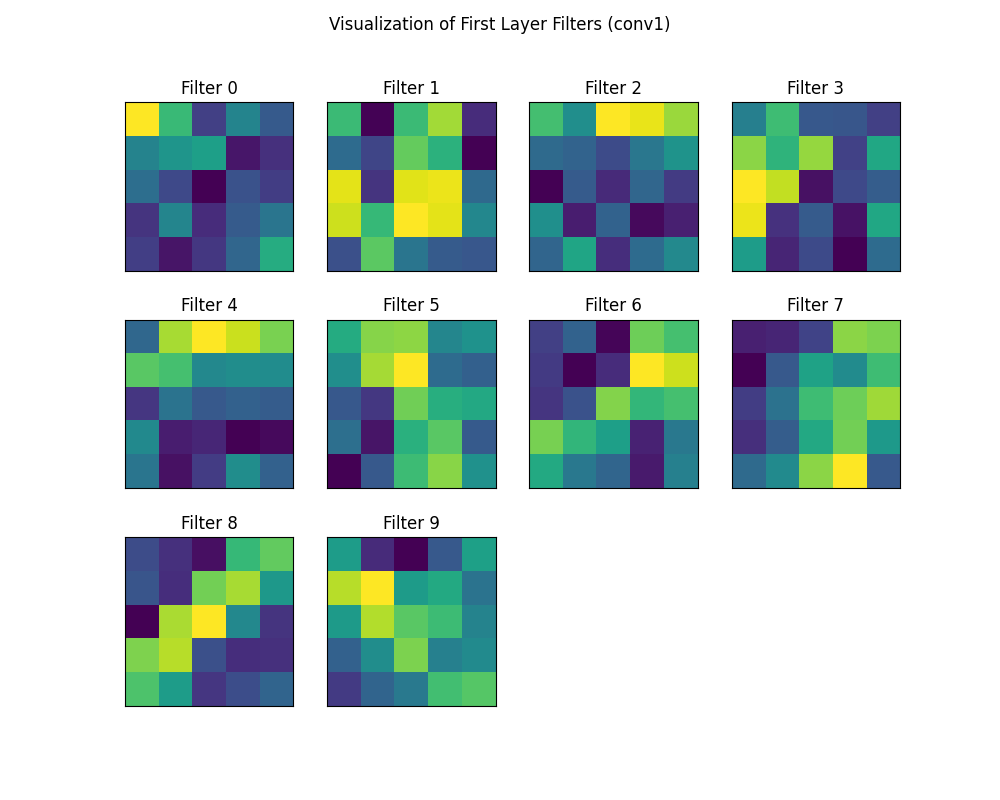 Visualization of First Layer Filters (conv1)
Filter 0 Filter 1 Filter 2 Filter 3
Filter 4 Filter 5 Filter 6 Filter 7
Filter 8 Filter 9